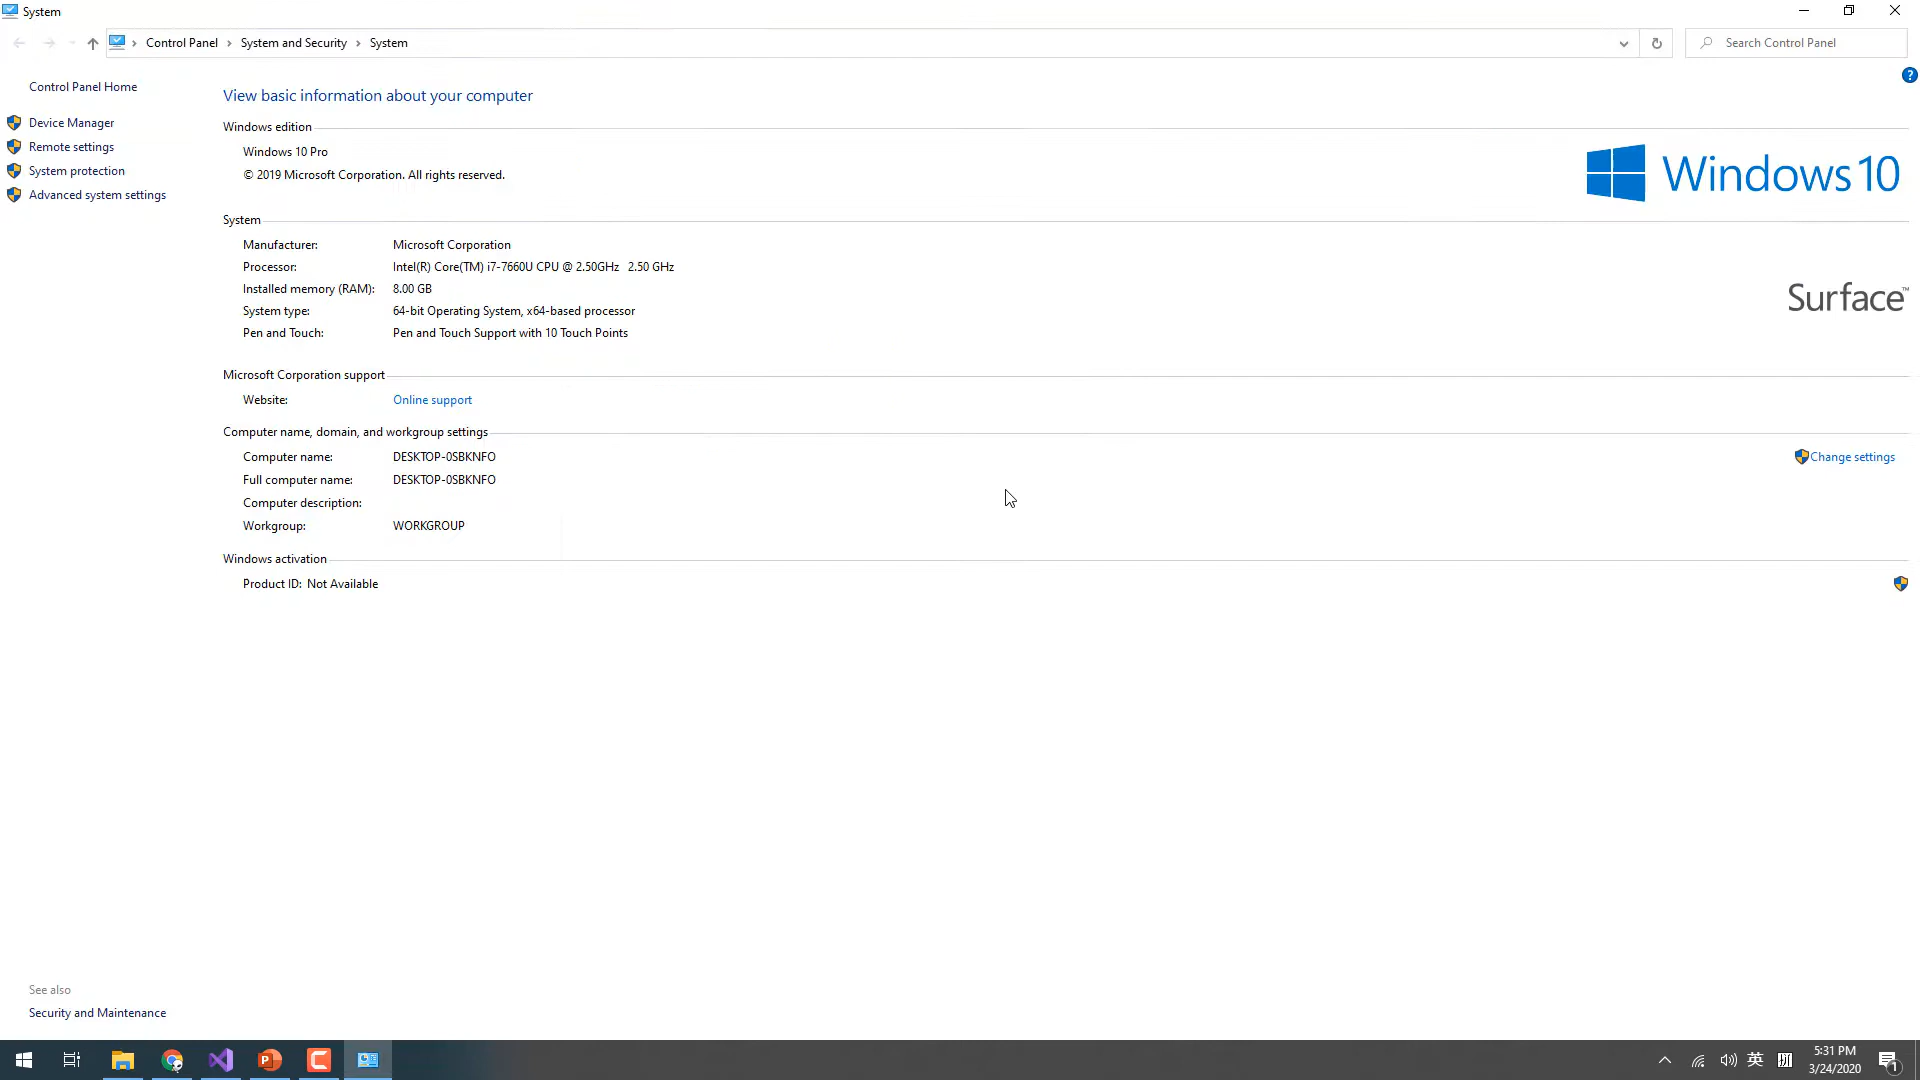 System
Control Panel › System and Security › System
Search Control Panel
?
Control Panel Home
Device Manager
Remote settings
System protection
Advanced system settings
View basic information about your computer
Windows edition
Windows 10 Pro
© 2019 Microsoft Corporation. All rights reserved.
Windows 10
System
Manufacturer: Microsoft Corporation
Processor: Intel(R) Core(TM) i7-7660U CPU @ 2.50GHz 2.50 GHz
Installed memory (RAM): 8.00 GB
System type: 64-bit Operating System, x64-based processor
Pen and Touch: Pen and Touch Support with 10 Touch Points
Surface™
Microsoft Corporation support
Website: Online support
Computer name, domain, and workgroup settings
Computer name: DESKTOP-0SBKNFO
Change settings
Full computer name: DESKTOP-0SBKNFO
Computer description:
Workgroup: WORKGROUP
Windows activation
Product ID: Not Available
See also
Security and Maintenance
英
拼
5:31 PM
3/24/2020
1